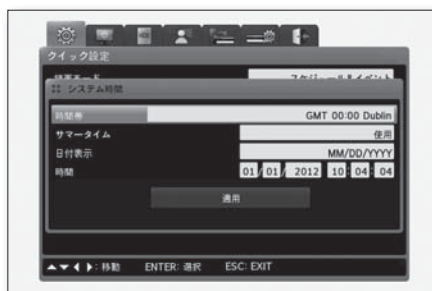 クイック設定
システム時間
時間帯 GMT 00:00 Dublin
サマータイム 使用
日付表示 MM/DD/YYYY
時間 01/ 01/ 2012 10: 04: 04
適用
▲▼◀▶: 移動 ENTER: 選択 ESC: EXIT